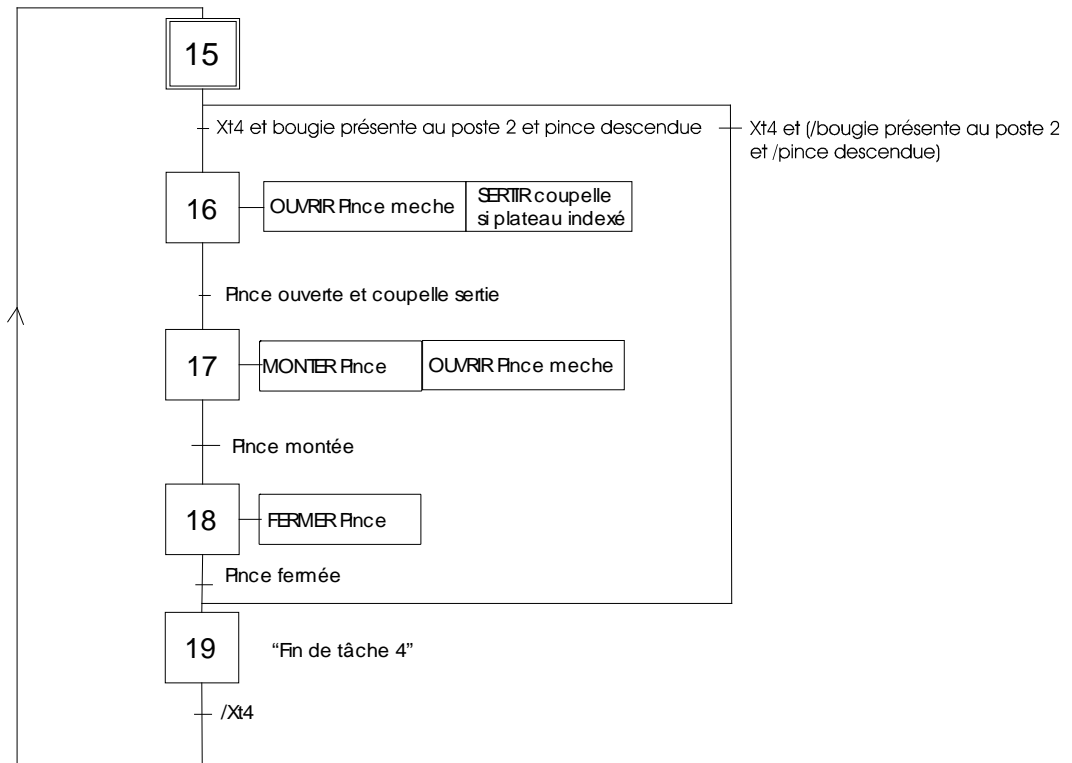 15
Xt4 et bougie présente au poste 2 et pince descendue
Xt4 et (/bougie présente au poste 2
et /pince descendue)
16
OUVRIR Pince meche
SERTIR coupelle
si plateau indexé
Pince ouverte et coupelle sertie
17
MONTER Pince
OUVRIR Pince meche
Pince montée
18
FERMER Pince
Pince fermée
19
“Fin de tâche 4”
/Xt4